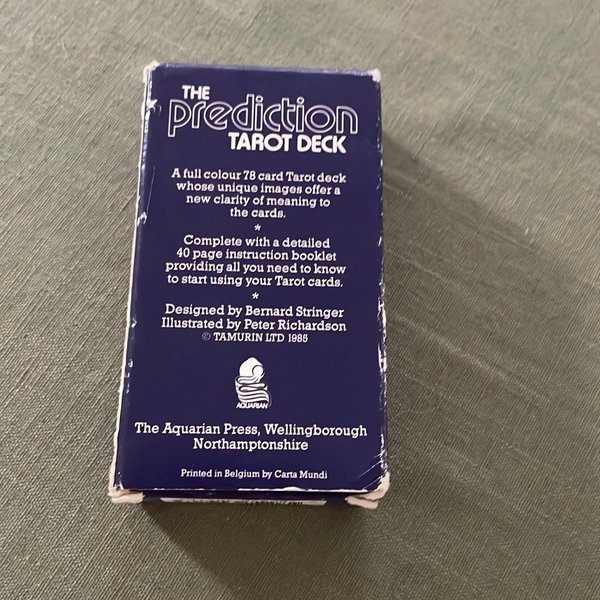 THE
prediction
TAROT DECK
A full colour 78 card Tarot deck
whose unique images offer a
new clarity of meaning to
the cards.
*
Complete with a detailed
40 page instruction booklet
providing all you need to know
to start using your Tarot cards.
*
Designed by Bernard Stringer
Illustrated by Peter Richardson
© TAMURIN LTD 1985
AQUARIAN
The Aquarian Press, Wellingborough
Northamptonshire
Printed in Belgium by Carta Mundi